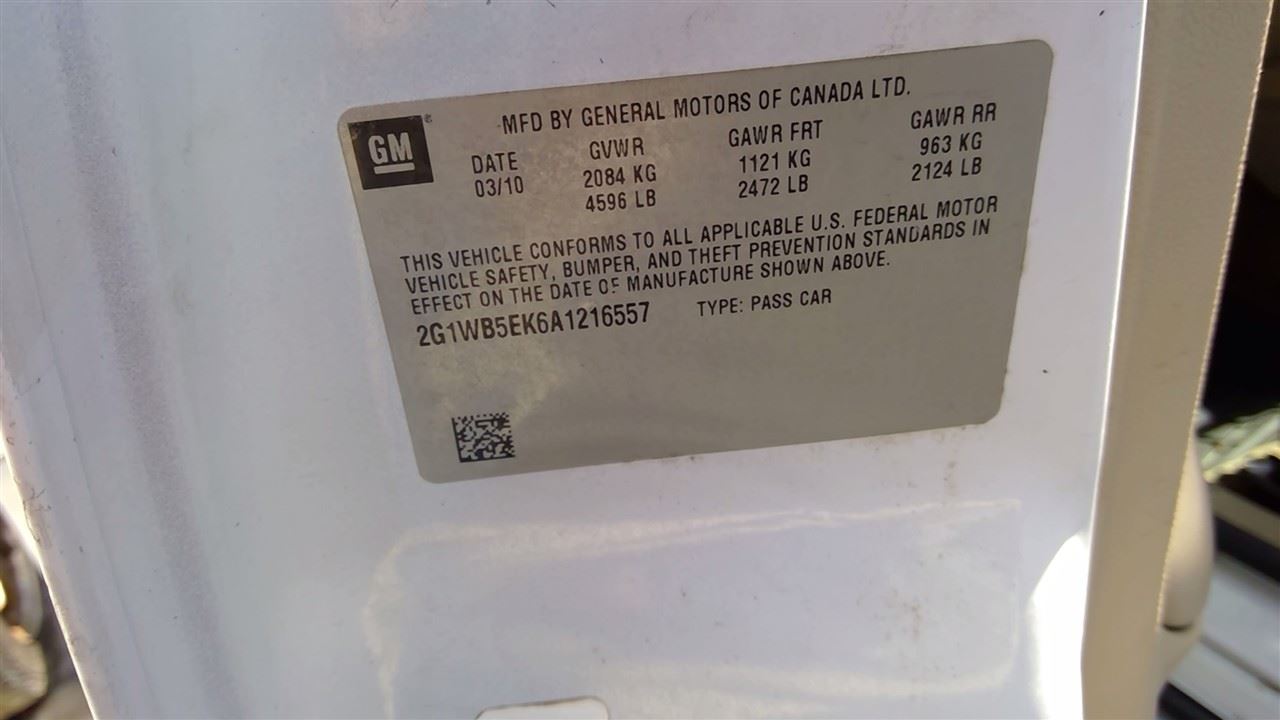 MFD BY GENERAL MOTORS OF CANADA LTD.
GM®
DATE GVWR GAWR FRT GAWR RR
03/10 2084 KG 1121 KG 963 KG
4596 LB 2472 LB 2124 LB
THIS VEHICLE CONFORMS TO ALL APPLICABLE U.S. FEDERAL MOTOR
VEHICLE SAFETY, BUMPER, AND THEFT PREVENTION STANDARDS IN
EFFECT ON THE DATE OF MANUFACTURE SHOWN ABOVE.
2G1WB5EK6A1216557 TYPE: PASS CAR